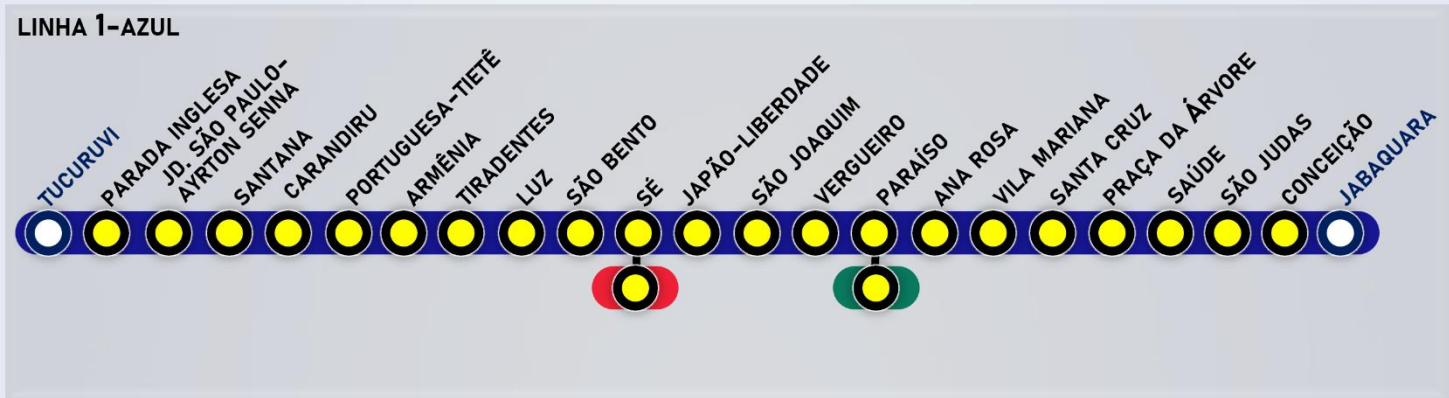 LINHA 1-AZUL
TUCURUVI
PARADA INGLESA
JD. SÃO PAULO-
AYRTON SENNA
SANTANA
CARANDIRU
PORTUGUESA-TIETÊ
ARMÊNIA
TIRADENTES
LUZ
SÃO BENTO
SÉ
JAPÃO-LIBERDADE
SÃO JOAQUIM
VERGUEIRO
PARAÍSO
ANA ROSA
VILA MARIANA
SANTA CRUZ
PRAÇA DA ÁRVORE
SAÚDE
SÃO JUDAS
CONCEIÇÃO
JABAQUARA